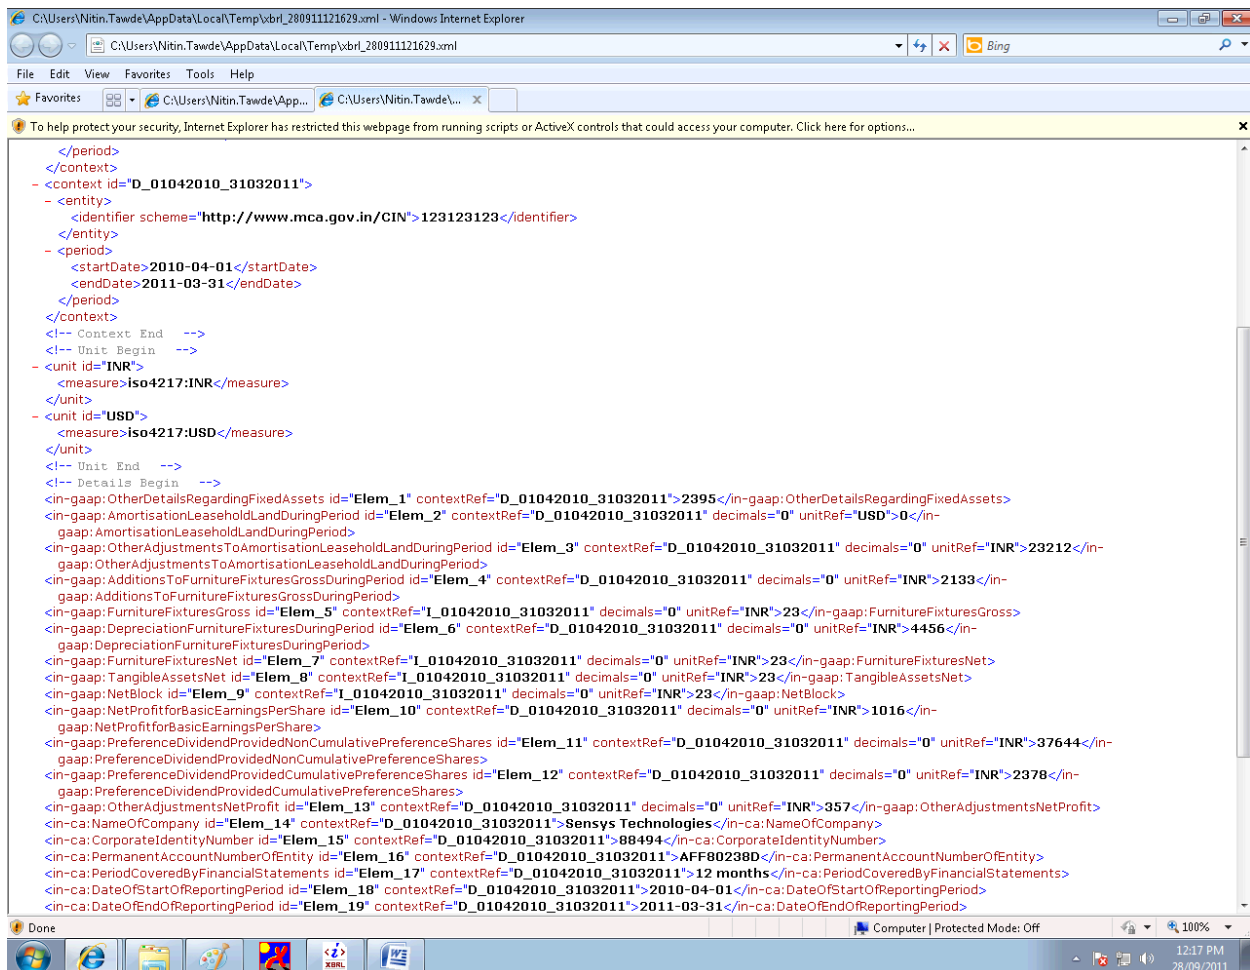 C:\Users\Nitin.Tawde\AppData\Local\Temp\xbrl_280911121629.xml - Windows Internet Explorer
C:\Users\Nitin.Tawde\AppData\Local\Temp\xbrl_280911121629.xml
Bing
File Edit View Favorites Tools Help
Favorites C:\Users\Nitin.Tawde\App... C:\Users\Nitin.Tawde\... x
To help protect your security, Internet Explorer has restricted this webpage from running scripts or ActiveX controls that could access your computer. Click here for options...
</period>
</context>
- <context id="D_01042010_31032011">
- <entity>
<identifier scheme="http://www.mca.gov.in/CIN">123123123</identifier>
</entity>
- <period>
<startDate>2010-04-01</startDate>
<endDate>2011-03-31</endDate>
</period>
</context>
<!-- Context End -->
<!-- Unit Begin -->
- <unit id="INR">
<measure>iso4217:INR</measure>
</unit>
- <unit id="USD">
<measure>iso4217:USD</measure>
</unit>
<!-- Unit End -->
<!-- Details Begin -->
<in-gaap:OtherDetailsRegardingFixedAssets id="Elem_1" contextRef="D_01042010_31032011">2395</in-gaap:OtherDetailsRegardingFixedAssets>
<in-gaap:AmortisationLeaseholdLandDuringPeriod id="Elem_2" contextRef="D_01042010_31032011" decimals="0" unitRef="USD">0</in-
gaap:AmortisationLeaseholdLandDuringPeriod>
<in-gaap:OtherAdjustmentsToAmortisationLeaseholdLandDuringPeriod id="Elem_3" contextRef="D_01042010_31032011" decimals="0" unitRef="INR">23212</in-
gaap:OtherAdjustmentsToAmortisationLeaseholdLandDuringPeriod>
<in-gaap:AdditionsToFurnitureFixturesGrossDuringPeriod id="Elem_4" contextRef="D_01042010_31032011" decimals="0" unitRef="INR">2133</in-
gaap:AdditionsToFurnitureFixturesGrossDuringPeriod>
<in-gaap:FurnitureFixturesGross id="Elem_5" contextRef="I_01042010_31032011" decimals="0" unitRef="INR">23</in-gaap:FurnitureFixturesGross>
<in-gaap:DepreciationFurnitureFixturesDuringPeriod id="Elem_6" contextRef="D_01042010_31032011" decimals="0" unitRef="INR">4456</in-
gaap:DepreciationFurnitureFixturesDuringPeriod>
<in-gaap:FurnitureFixturesNet id="Elem_7" contextRef="I_01042010_31032011" decimals="0" unitRef="INR">23</in-gaap:FurnitureFixturesNet>
<in-gaap:TangibleAssetsNet id="Elem_8" contextRef="I_01042010_31032011" decimals="0" unitRef="INR">23</in-gaap:TangibleAssetsNet>
<in-gaap:NetBlock id="Elem_9" contextRef="I_01042010_31032011" decimals="0" unitRef="INR">23</in-gaap:NetBlock>
<in-gaap:NetProfitforBasicEarningsPerShare id="Elem_10" contextRef="D_01042010_31032011" decimals="0" unitRef="INR">1016</in-
gaap:NetProfitforBasicEarningsPerShare>
<in-gaap:PreferenceDividendProvidedNonCumulativePreferenceShares id="Elem_11" contextRef="D_01042010_31032011" decimals="0" unitRef="INR">37644</in-
gaap:PreferenceDividendProvidedNonCumulativePreferenceShares>
<in-gaap:PreferenceDividendProvidedCumulativePreferenceShares id="Elem_12" contextRef="D_01042010_31032011" decimals="0" unitRef="INR">2378</in-
gaap:PreferenceDividendProvidedCumulativePreferenceShares>
<in-gaap:OtherAdjustmentsNetProfit id="Elem_13" contextRef="D_01042010_31032011" decimals="0" unitRef="INR">357</in-gaap:OtherAdjustmentsNetProfit>
<in-ca:NameOfCompany id="Elem_14" contextRef="D_01042010_31032011">Sensys Technologies</in-ca:NameOfCompany>
<in-ca:CorporateIdentityNumber id="Elem_15" contextRef="D_01042010_31032011">88494</in-ca:CorporateIdentityNumber>
<in-ca:PermanentAccountNumberOfEntity id="Elem_16" contextRef="D_01042010_31032011">AFF80238D</in-ca:PermanentAccountNumberOfEntity>
<in-ca:PeriodCoveredByFinancialStatements id="Elem_17" contextRef="D_01042010_31032011">12 months</in-ca:PeriodCoveredByFinancialStatements>
<in-ca:DateOfStartOfReportingPeriod id="Elem_18" contextRef="D_01042010_31032011">2010-04-01</in-ca:DateOfStartOfReportingPeriod>
<in-ca:DateOfEndOfReportingPeriod id="Elem_19" contextRef="D_01042010_31032011">2011-03-31</in-ca:DateOfEndOfReportingPeriod>
Done Computer | Protected Mode: Off 100%
XBRL
12:17 PM
28/09/2011